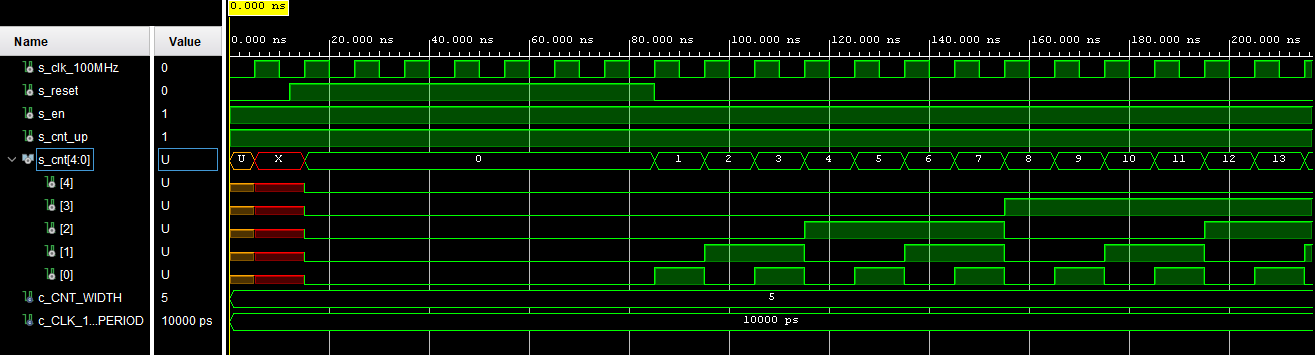 0.000 ns
Name Value 0.000 ns 20.000 ns 40.000 ns 60.000 ns 80.000 ns 100.000 ns 120.000 ns 140.000 ns 160.000 ns 180.000 ns 200.000 ns
s_clk_100MHz 0
s_reset 0
s_en 1
s_cnt_up 1
s_cnt[4:0] U U X 0 1 2 3 4 5 6 7 8 9 10 11 12 13
[4] U
[3] U
[2] U
[1] U
[0] U
c_CNT_WIDTH 5 5
c_CLK_1...PERIOD 10000 ps 10000 ps